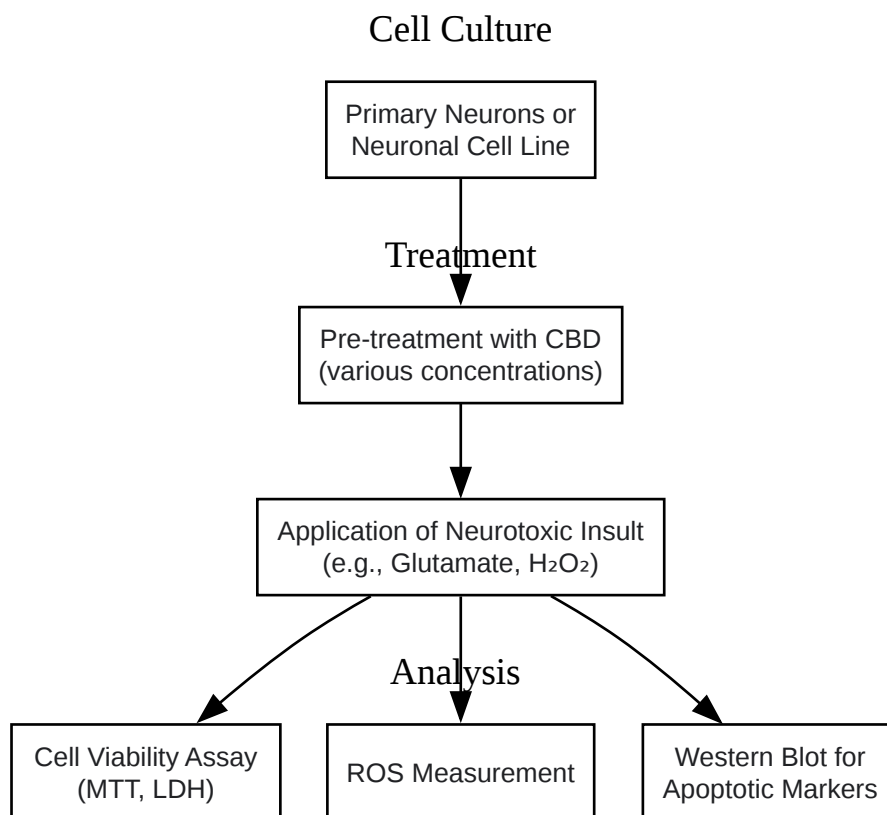 Cell Culture
Primary Neurons or
Neuronal Cell Line
Treatment
Pre-treatment with CBD
(various concentrations)
Application of Neurotoxic Insult
(e.g., Glutamate, H₂O₂)
Analysis
Cell Viability Assay
(MTT, LDH)
ROS Measurement
Western Blot for
Apoptotic Markers